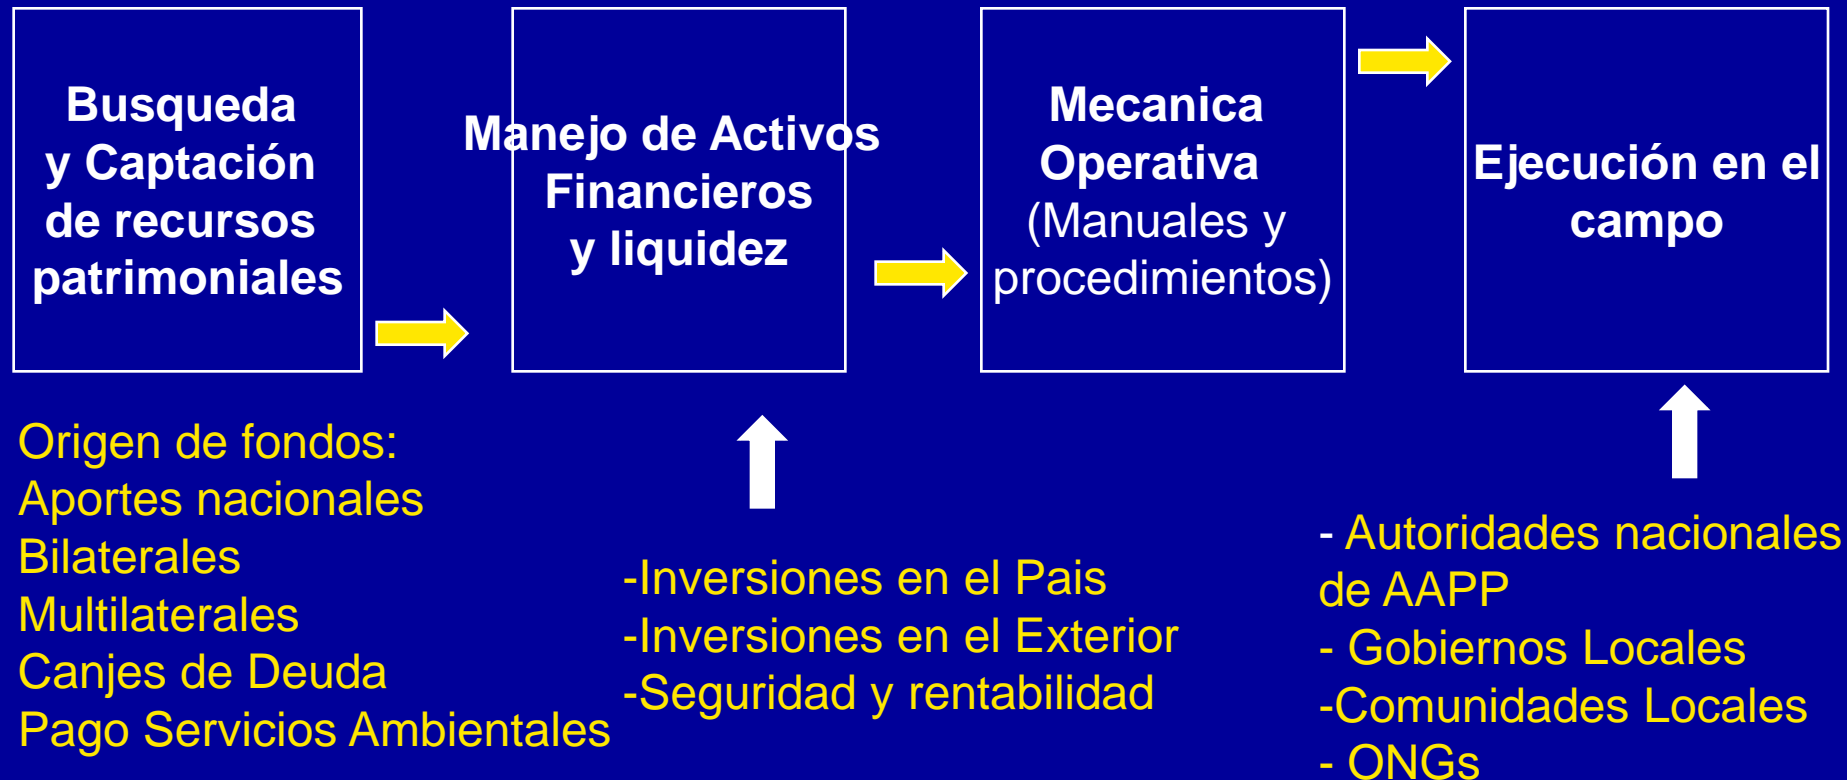 Busqueda
y Captación
de recursos
patrimoniales
Manejo de Activos
Financieros
y liquidez
Mecanica
Operativa
(Manuales y
procedimientos)
Ejecución en el
campo
Origen de fondos:
Aportes nacionales
Bilaterales
Multilaterales
Canjes de Deuda
Pago Servicios Ambientales
-Inversiones en el Pais
-Inversiones en el Exterior
-Seguridad y rentabilidad
- Autoridades nacionales
de AAPP
- Gobiernos Locales
-Comunidades Locales
- ONGs